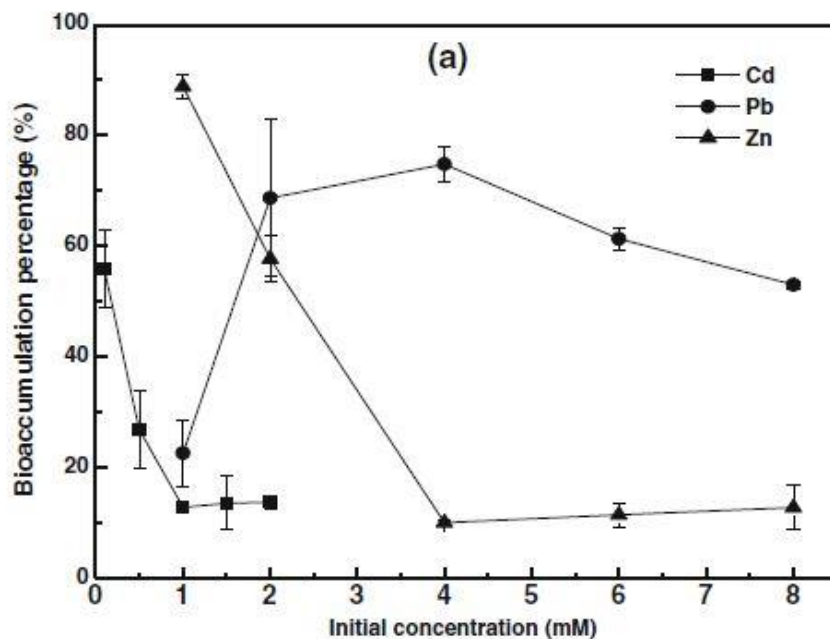 (a)
Cd
Pb
Zn
Bioaccumulation percentage (%)
100
80
60
40
20
0
0 1 2 3 4 5 6 7 8
Initial concentration (mM)